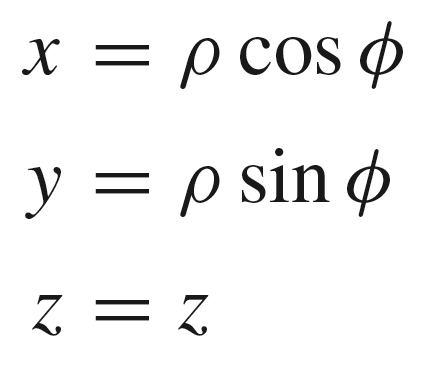 x = ρ cos ϕ
y = ρ sin ϕ
z = z